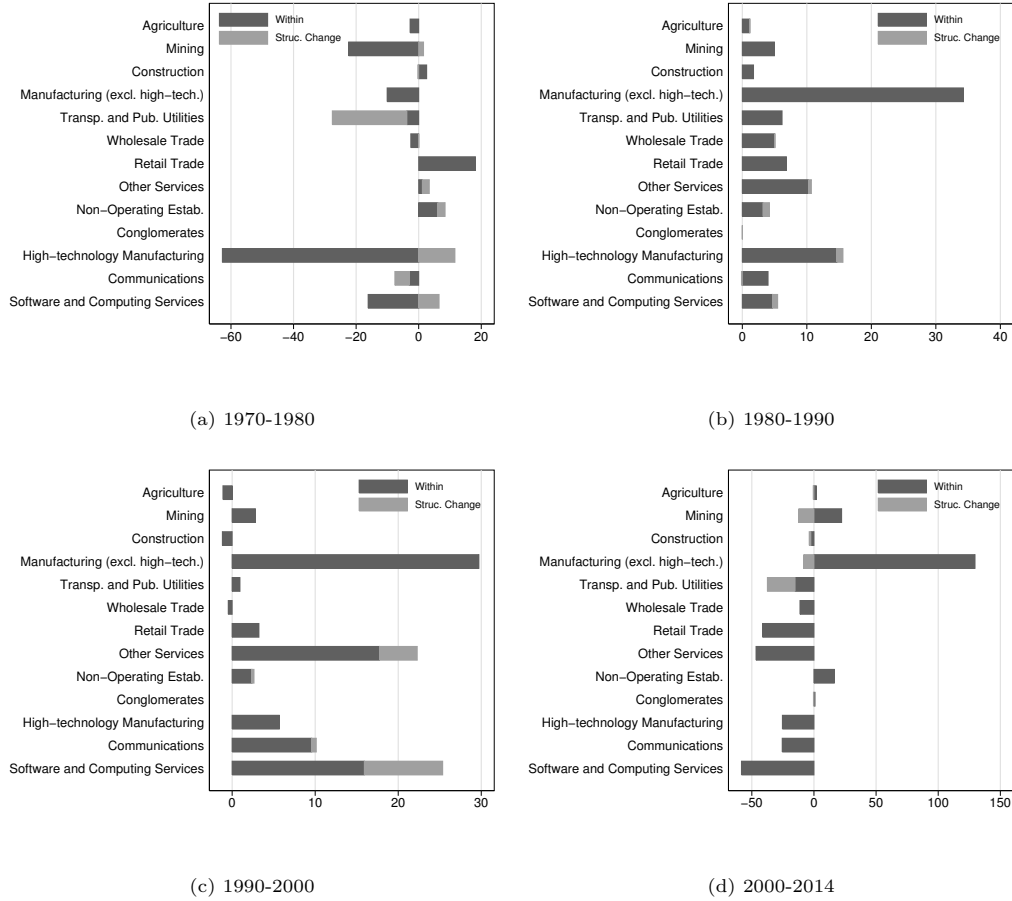 Agriculture
Mining
Construction
Manufacturing (excl. high−tech.)
Transp. and Pub. Utilities
Wholesale Trade
Retail Trade
Other Services
Non−Operating Estab.
Conglomerates
High−technology Manufacturing
Communications
Software and Computing Services
Within
Struc. Change
−60 −40 −20 0 20
(a) 1970-1980
Agriculture
Mining
Construction
Manufacturing (excl. high−tech.)
Transp. and Pub. Utilities
Wholesale Trade
Retail Trade
Other Services
Non−Operating Estab.
Conglomerates
High−technology Manufacturing
Communications
Software and Computing Services
Within
Struc. Change
0 10 20 30 40
(b) 1980-1990
Agriculture
Mining
Construction
Manufacturing (excl. high−tech.)
Transp. and Pub. Utilities
Wholesale Trade
Retail Trade
Other Services
Non−Operating Estab.
Conglomerates
High−technology Manufacturing
Communications
Software and Computing Services
Within
Struc. Change
0 10 20 30
(c) 1990-2000
Agriculture
Mining
Construction
Manufacturing (excl. high−tech.)
Transp. and Pub. Utilities
Wholesale Trade
Retail Trade
Other Services
Non−Operating Estab.
Conglomerates
High−technology Manufacturing
Communications
Software and Computing Services
Within
Struc. Change
−50 0 50 100 150
(d) 2000-2014